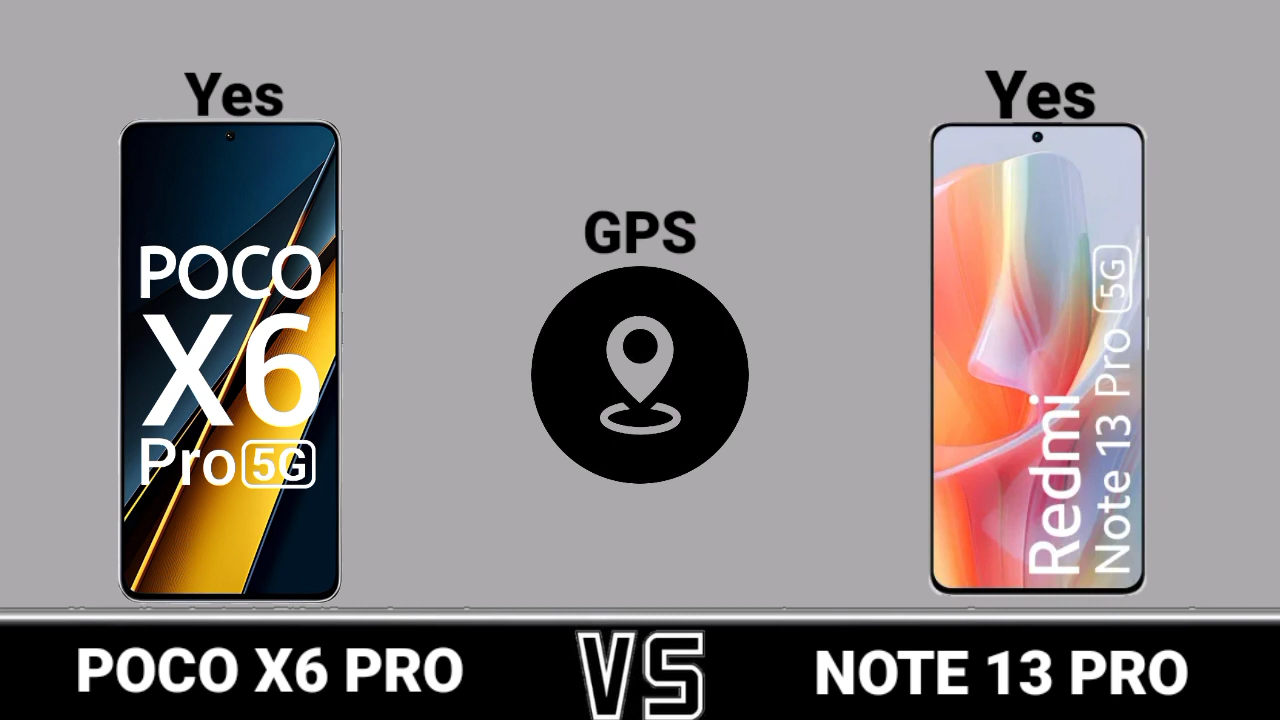 Yes
Yes
GPS
POCO
X6
Pro 5G
Redmi
Note 13 Pro 5G
POCO X6 PRO
VS
NOTE 13 PRO